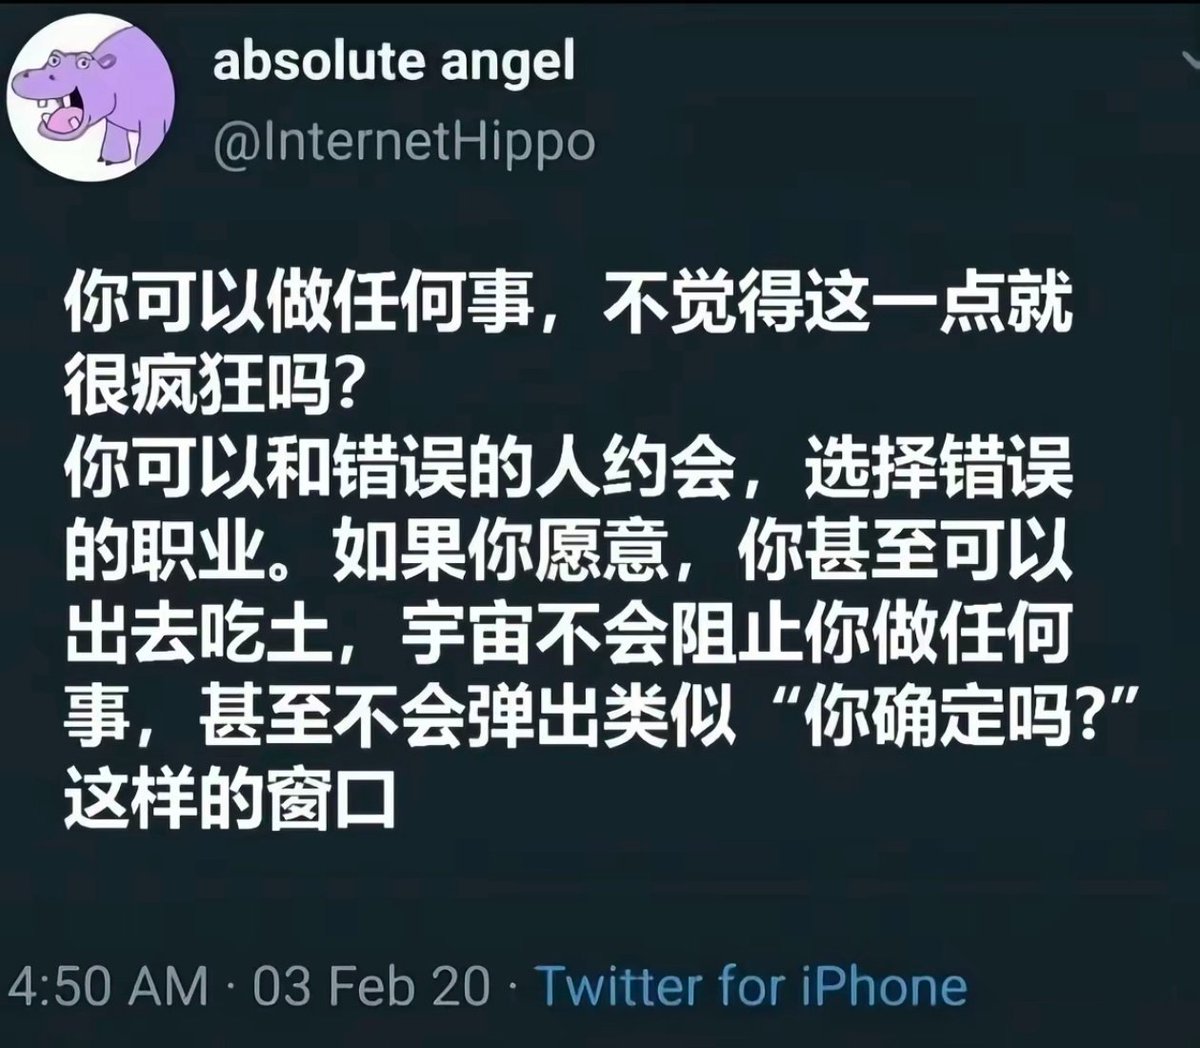 absolute angel
@InternetHippo
你可以做任何事，不觉得这一点就
很疯狂吗？
你可以和错误的人约会，选择错误
的职业。如果你愿意，你甚至可以
出去吃土，宇宙不会阻止你做任何
事，甚至不会弹出类似“你确定吗?”
这样的窗口
4:50 AM · 03 Feb 20 · Twitter for iPhone